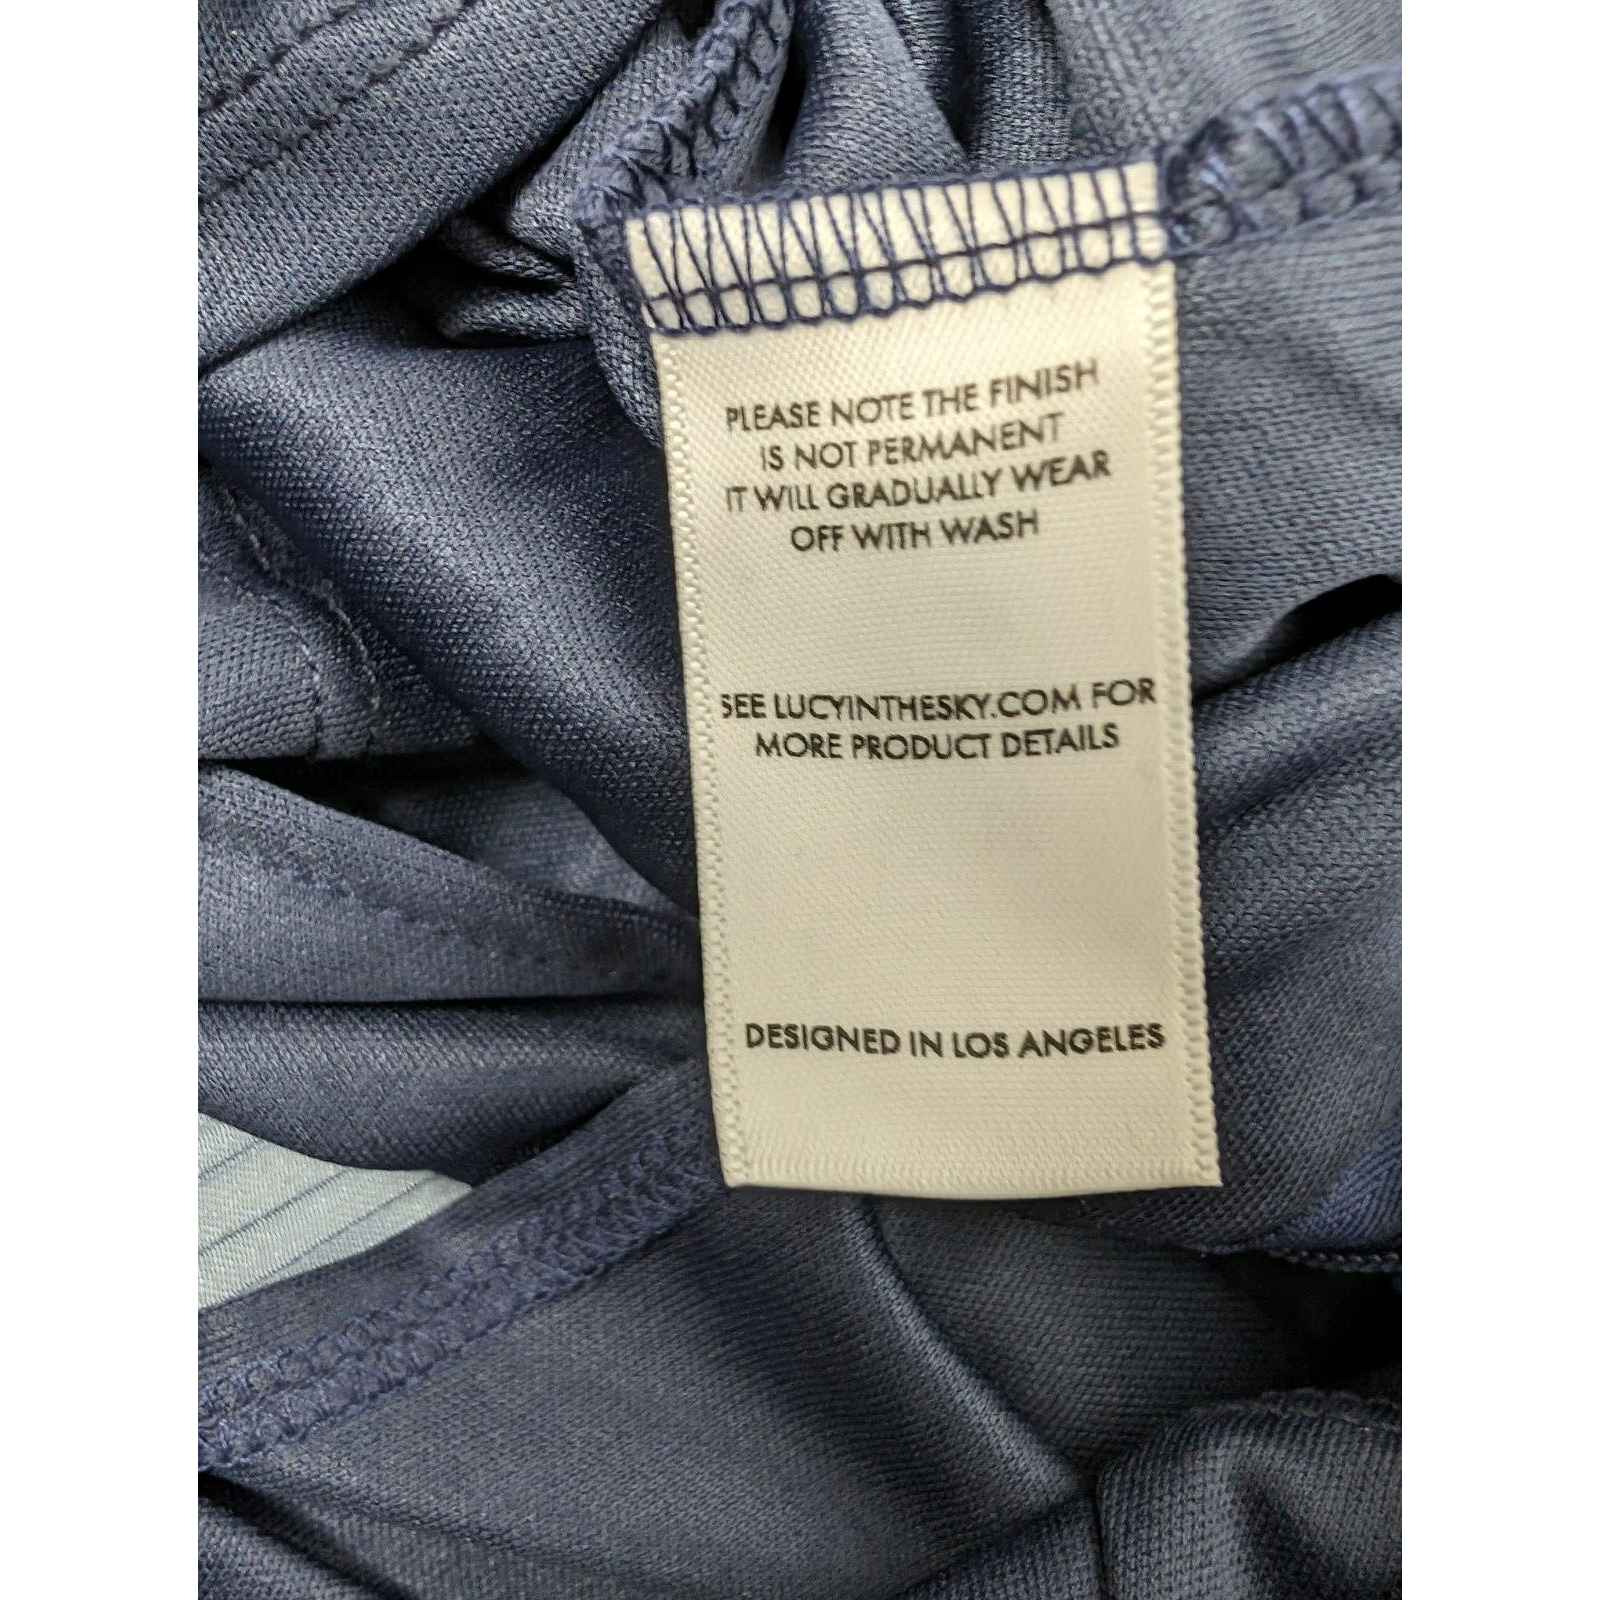 PLEASE NOTE THE FINISH
IS NOT PERMANENT
IT WILL GRADUALLY WEAR
OFF WITH WASH
SEE LUCYINTHESKY.COM FOR
MORE PRODUCT DETAILS
DESIGNED IN LOS ANGELES